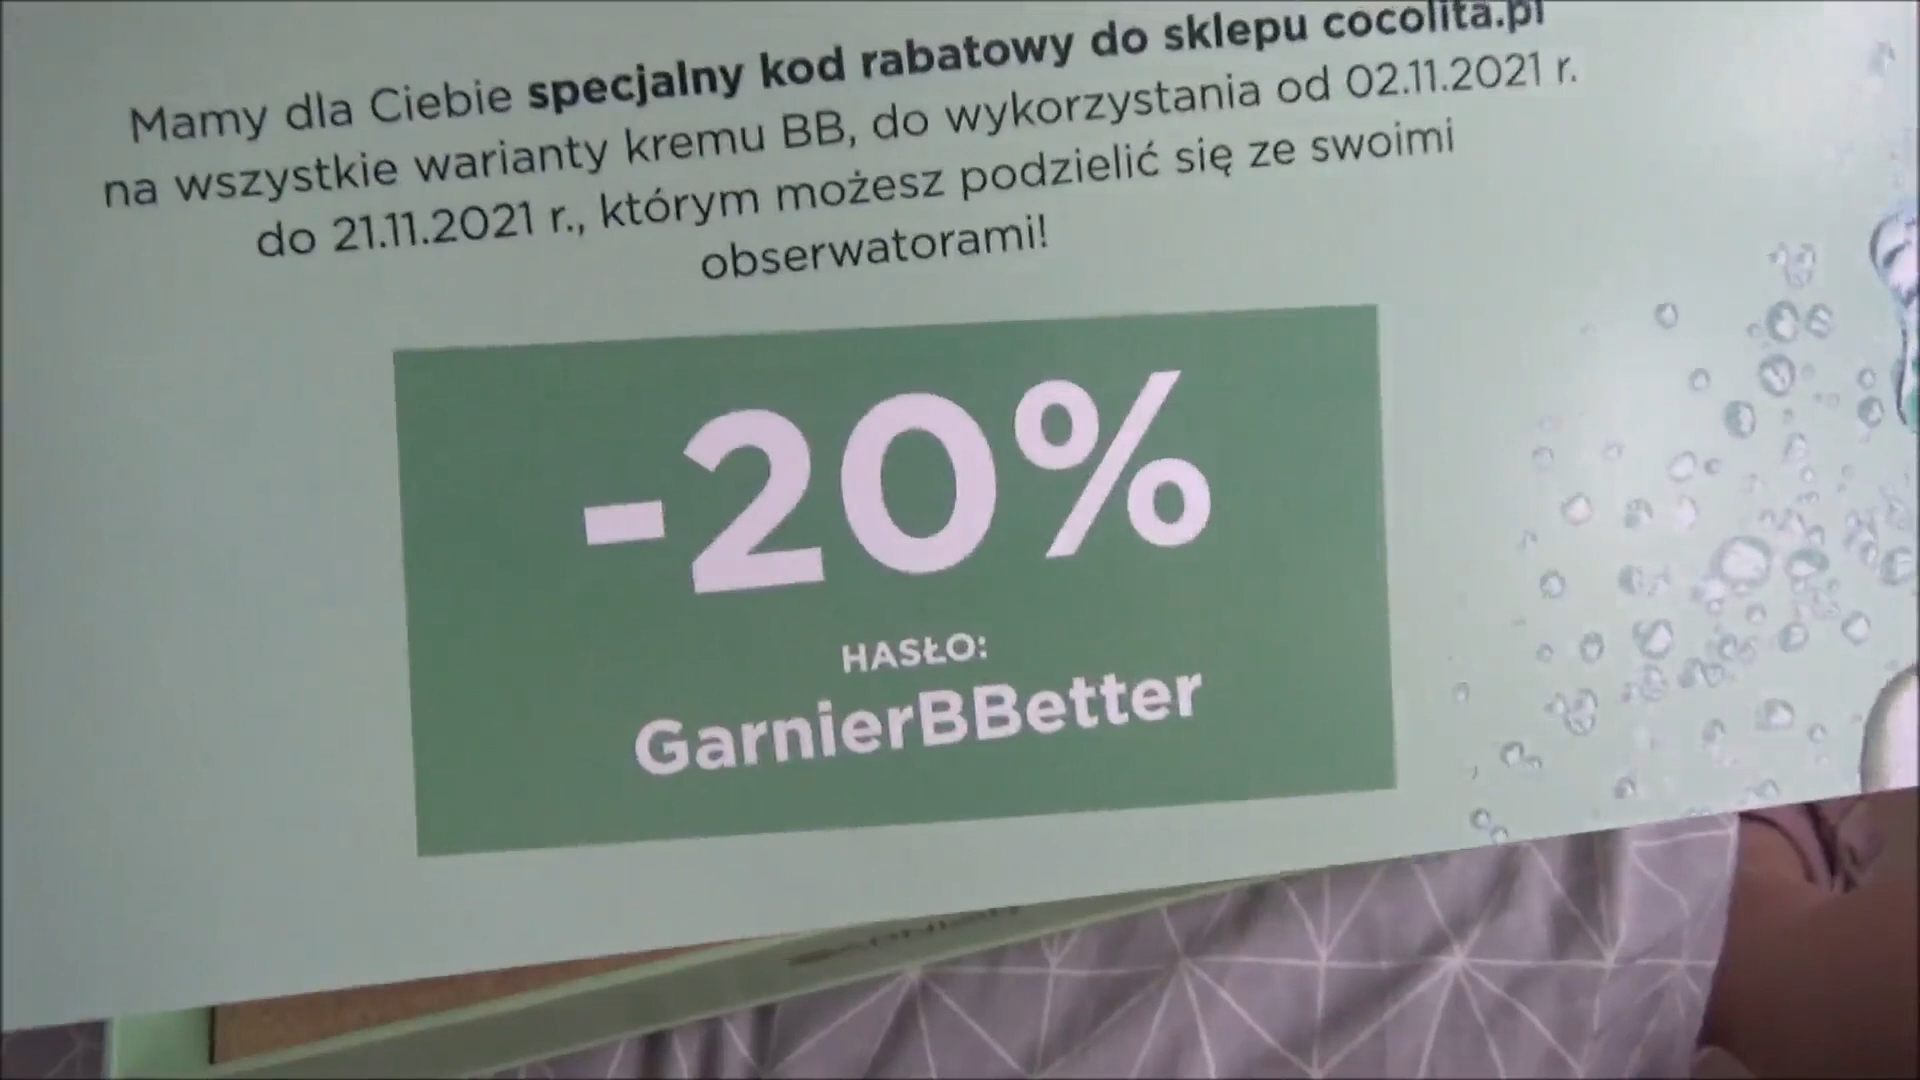 Mamy dla Ciebie specjalny kod rabatowy do sklepu cocolita.pl
na wszystkie warianty kremu BB, do wykorzystania od 02.11.2021 r.
do 21.11.2021 r., którym możesz podzielić się ze swoimi
obserwatorami!
-20%
HASŁO:
GarnierBBetter